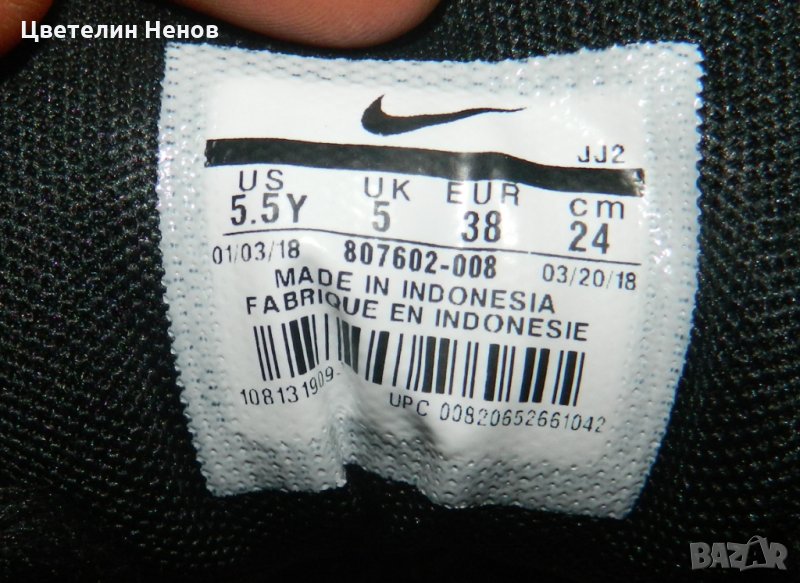 Цветелин Ненов
JJ2
US UK EUR cm
5.5Y 5 38 24
01/03/18 807602-008 03/20/18
MADE IN INDONESIA
FABRIQUE EN INDONESIE
108131909
UPC 00820652661042
BAZAR